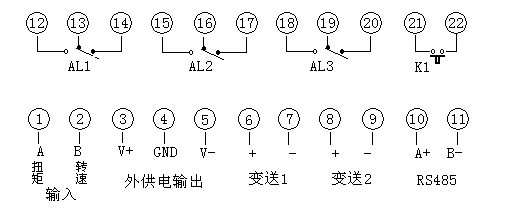 12 13 14 15 16 17 18 19 20 21 22
AL1 AL2 AL3 K1
1 2 3 4 5 6 7 8 9 10 11
A B V+ GND V- + - + - A+ B-
扭矩 转速
输入 外供电输出 变送1 变送2 RS485